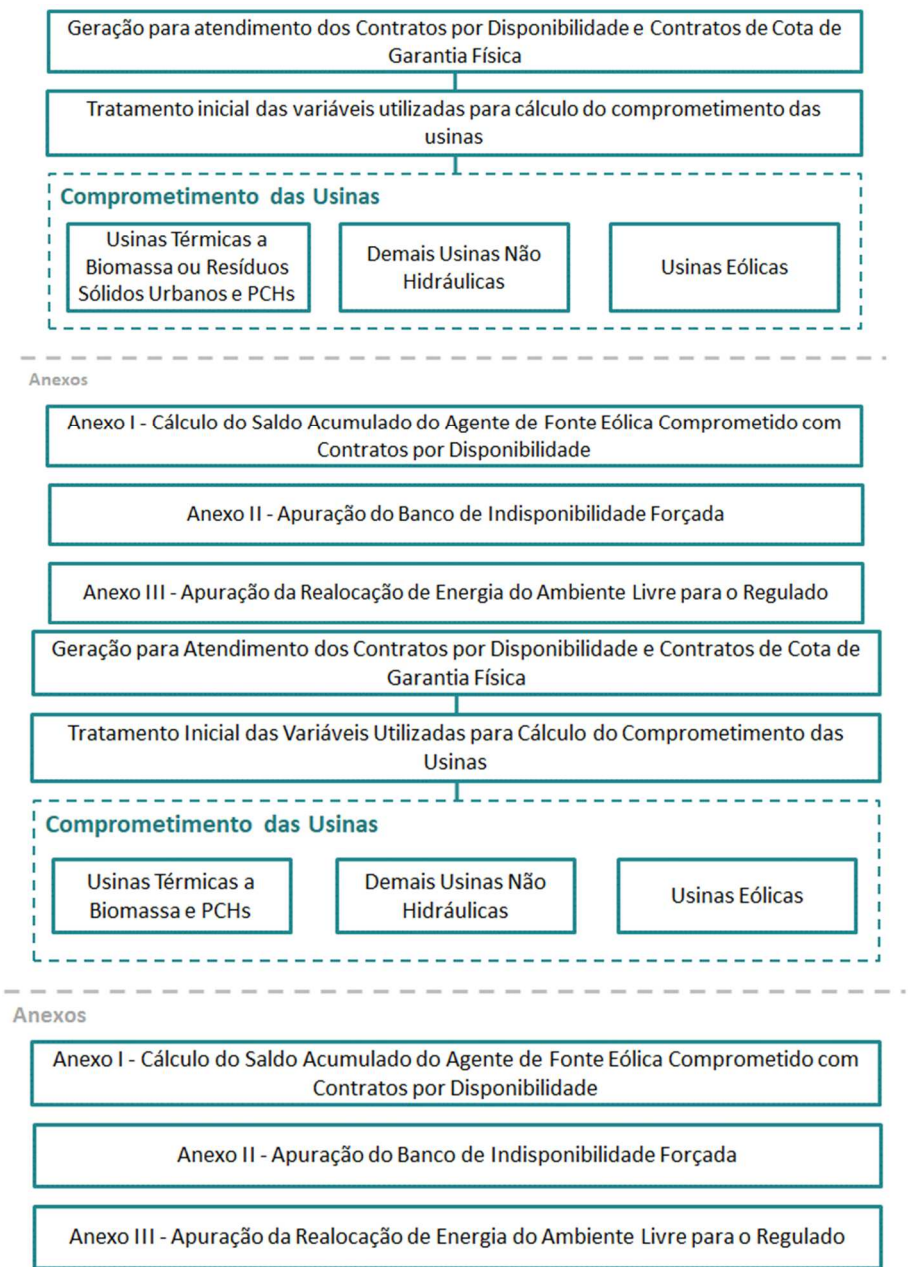 Geração para atendimento dos Contratos por Disponibilidade e Contratos de Cota de
Garantia Física
Tratamento inicial das variáveis utilizadas para cálculo do comprometimento das
usinas
Comprometimento das Usinas
Usinas Térmicas a
Biomassa ou Resíduos
Sólidos Urbanos e PCHs
Demais Usinas Não
Hidráulicas
Usinas Eólicas
Anexos
Anexo I - Cálculo do Saldo Acumulado do Agente de Fonte Eólica Comprometido com
Contratos por Disponibilidade
Anexo II - Apuração do Banco de Indisponibilidade Forçada
Anexo III - Apuração da Realocação de Energia do Ambiente Livre para o Regulado
Geração para Atendimento dos Contratos por Disponibilidade e Contratos de Cota de
Garantia Física
Tratamento Inicial das Variáveis Utilizadas para Cálculo do Comprometimento das
Usinas
Comprometimento das Usinas
Usinas Térmicas a
Biomassa e PCHs
Demais Usinas Não
Hidráulicas
Usinas Eólicas
Anexos
Anexo I - Cálculo do Saldo Acumulado do Agente de Fonte Eólica Comprometido com
Contratos por Disponibilidade
Anexo II - Apuração do Banco de Indisponibilidade Forçada
Anexo III - Apuração da Realocação de Energia do Ambiente Livre para o Regulado